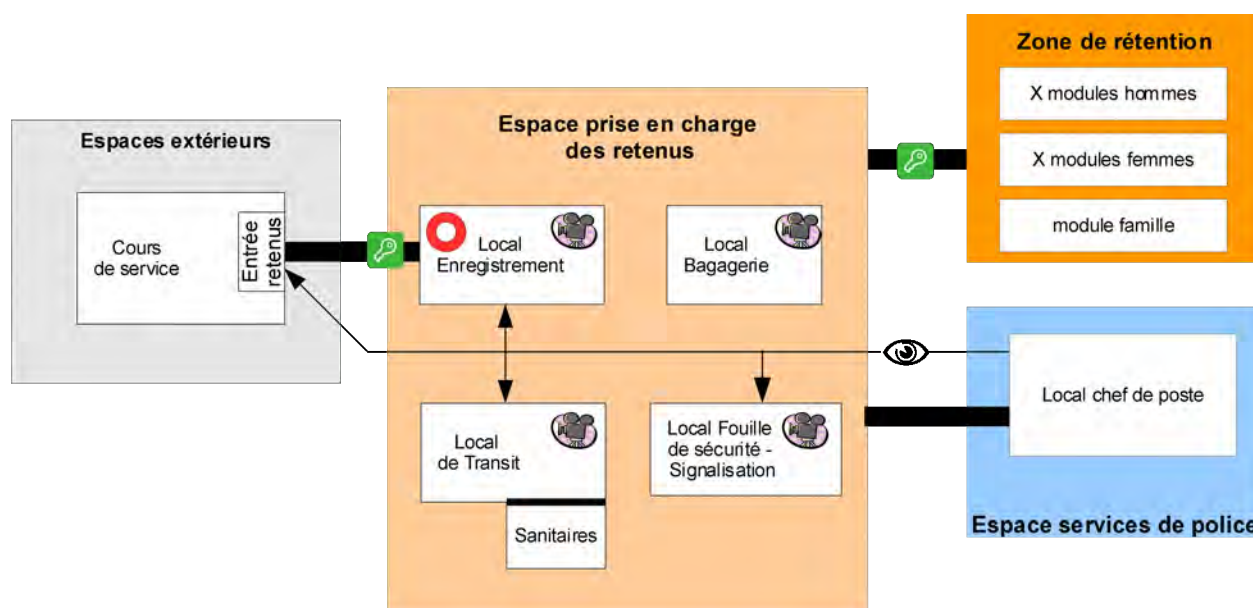 Espaces extérieurs
Cours
de service
Entrée
retenus
Espace prise en charge
des retenus
Local
Enregistrement
Local
Bagagerie
Local
de Transit
Sanitaires
Local Fouille
de sécurité -
Signalisation
Zone de rétention
X modules hommes
X modules femmes
module famille
Local chef de poste
Espace services de police